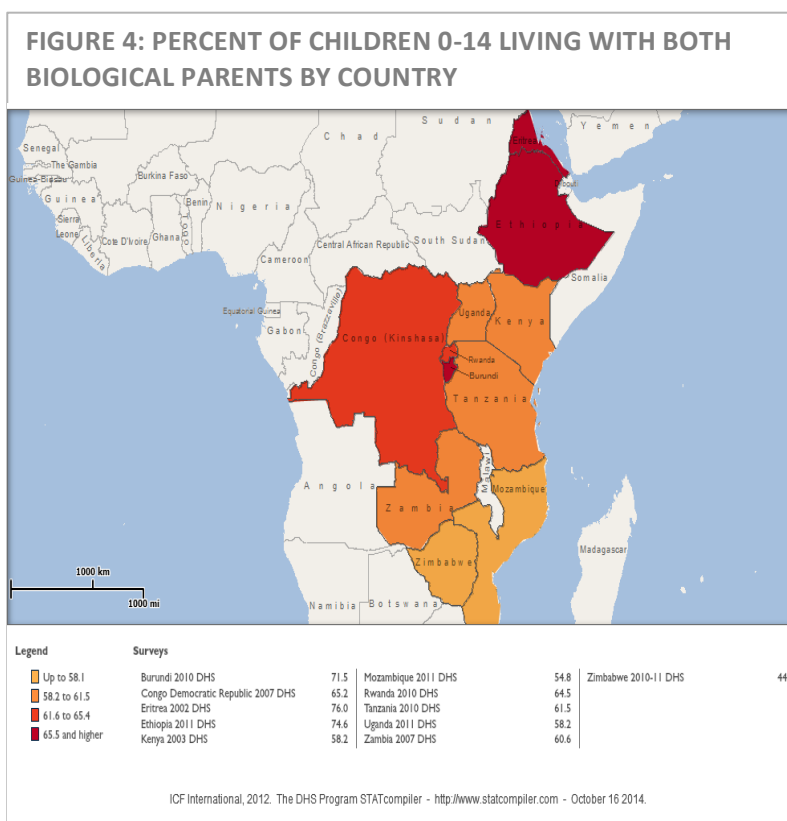 FIGURE 4: PERCENT OF CHILDREN 0-14 LIVING WITH BOTH
BIOLOGICAL PARENTS BY COUNTRY
Sudan
Yemen
Chad
Eritrea
Senegal
The Gambia
Guinea-Bissau
Burkina Faso
Djibouti
Guinea
Benin
Nigeria
Sierra
Leone
Liberia
Cote D'Ivoire
Ghana
Togo
Ethiopia
Central African Republic
South Sudan
Cameroon
Somalia
Equatorial Guinea
Gabon
Congo (Brazzaville)
Congo (Kinshasa)
Uganda
Kenya
Rwanda
Burundi
Tanzania
Angola
Malawi
Mozambique
Zambia
Madagascar
Zimbabwe
Namibia
Botswana
1000 km
1000 mi
Legend
Up to 58.1
58.2 to 61.5
61.6 to 65.4
65.5 and higher
Surveys
Burundi 2010 DHS 71.5
Congo Democratic Republic 2007 DHS 65.2
Eritrea 2002 DHS 76.0
Ethiopia 2011 DHS 74.6
Kenya 2003 DHS 58.2
Mozambique 2011 DHS 54.8
Rwanda 2010 DHS 64.5
Tanzania 2010 DHS 61.5
Uganda 2011 DHS 58.2
Zambia 2007 DHS 60.6
Zimbabwe 2010-11 DHS 44
ICF International, 2012. The DHS Program STATcompiler - http://www.statcompiler.com - October 16 2014.